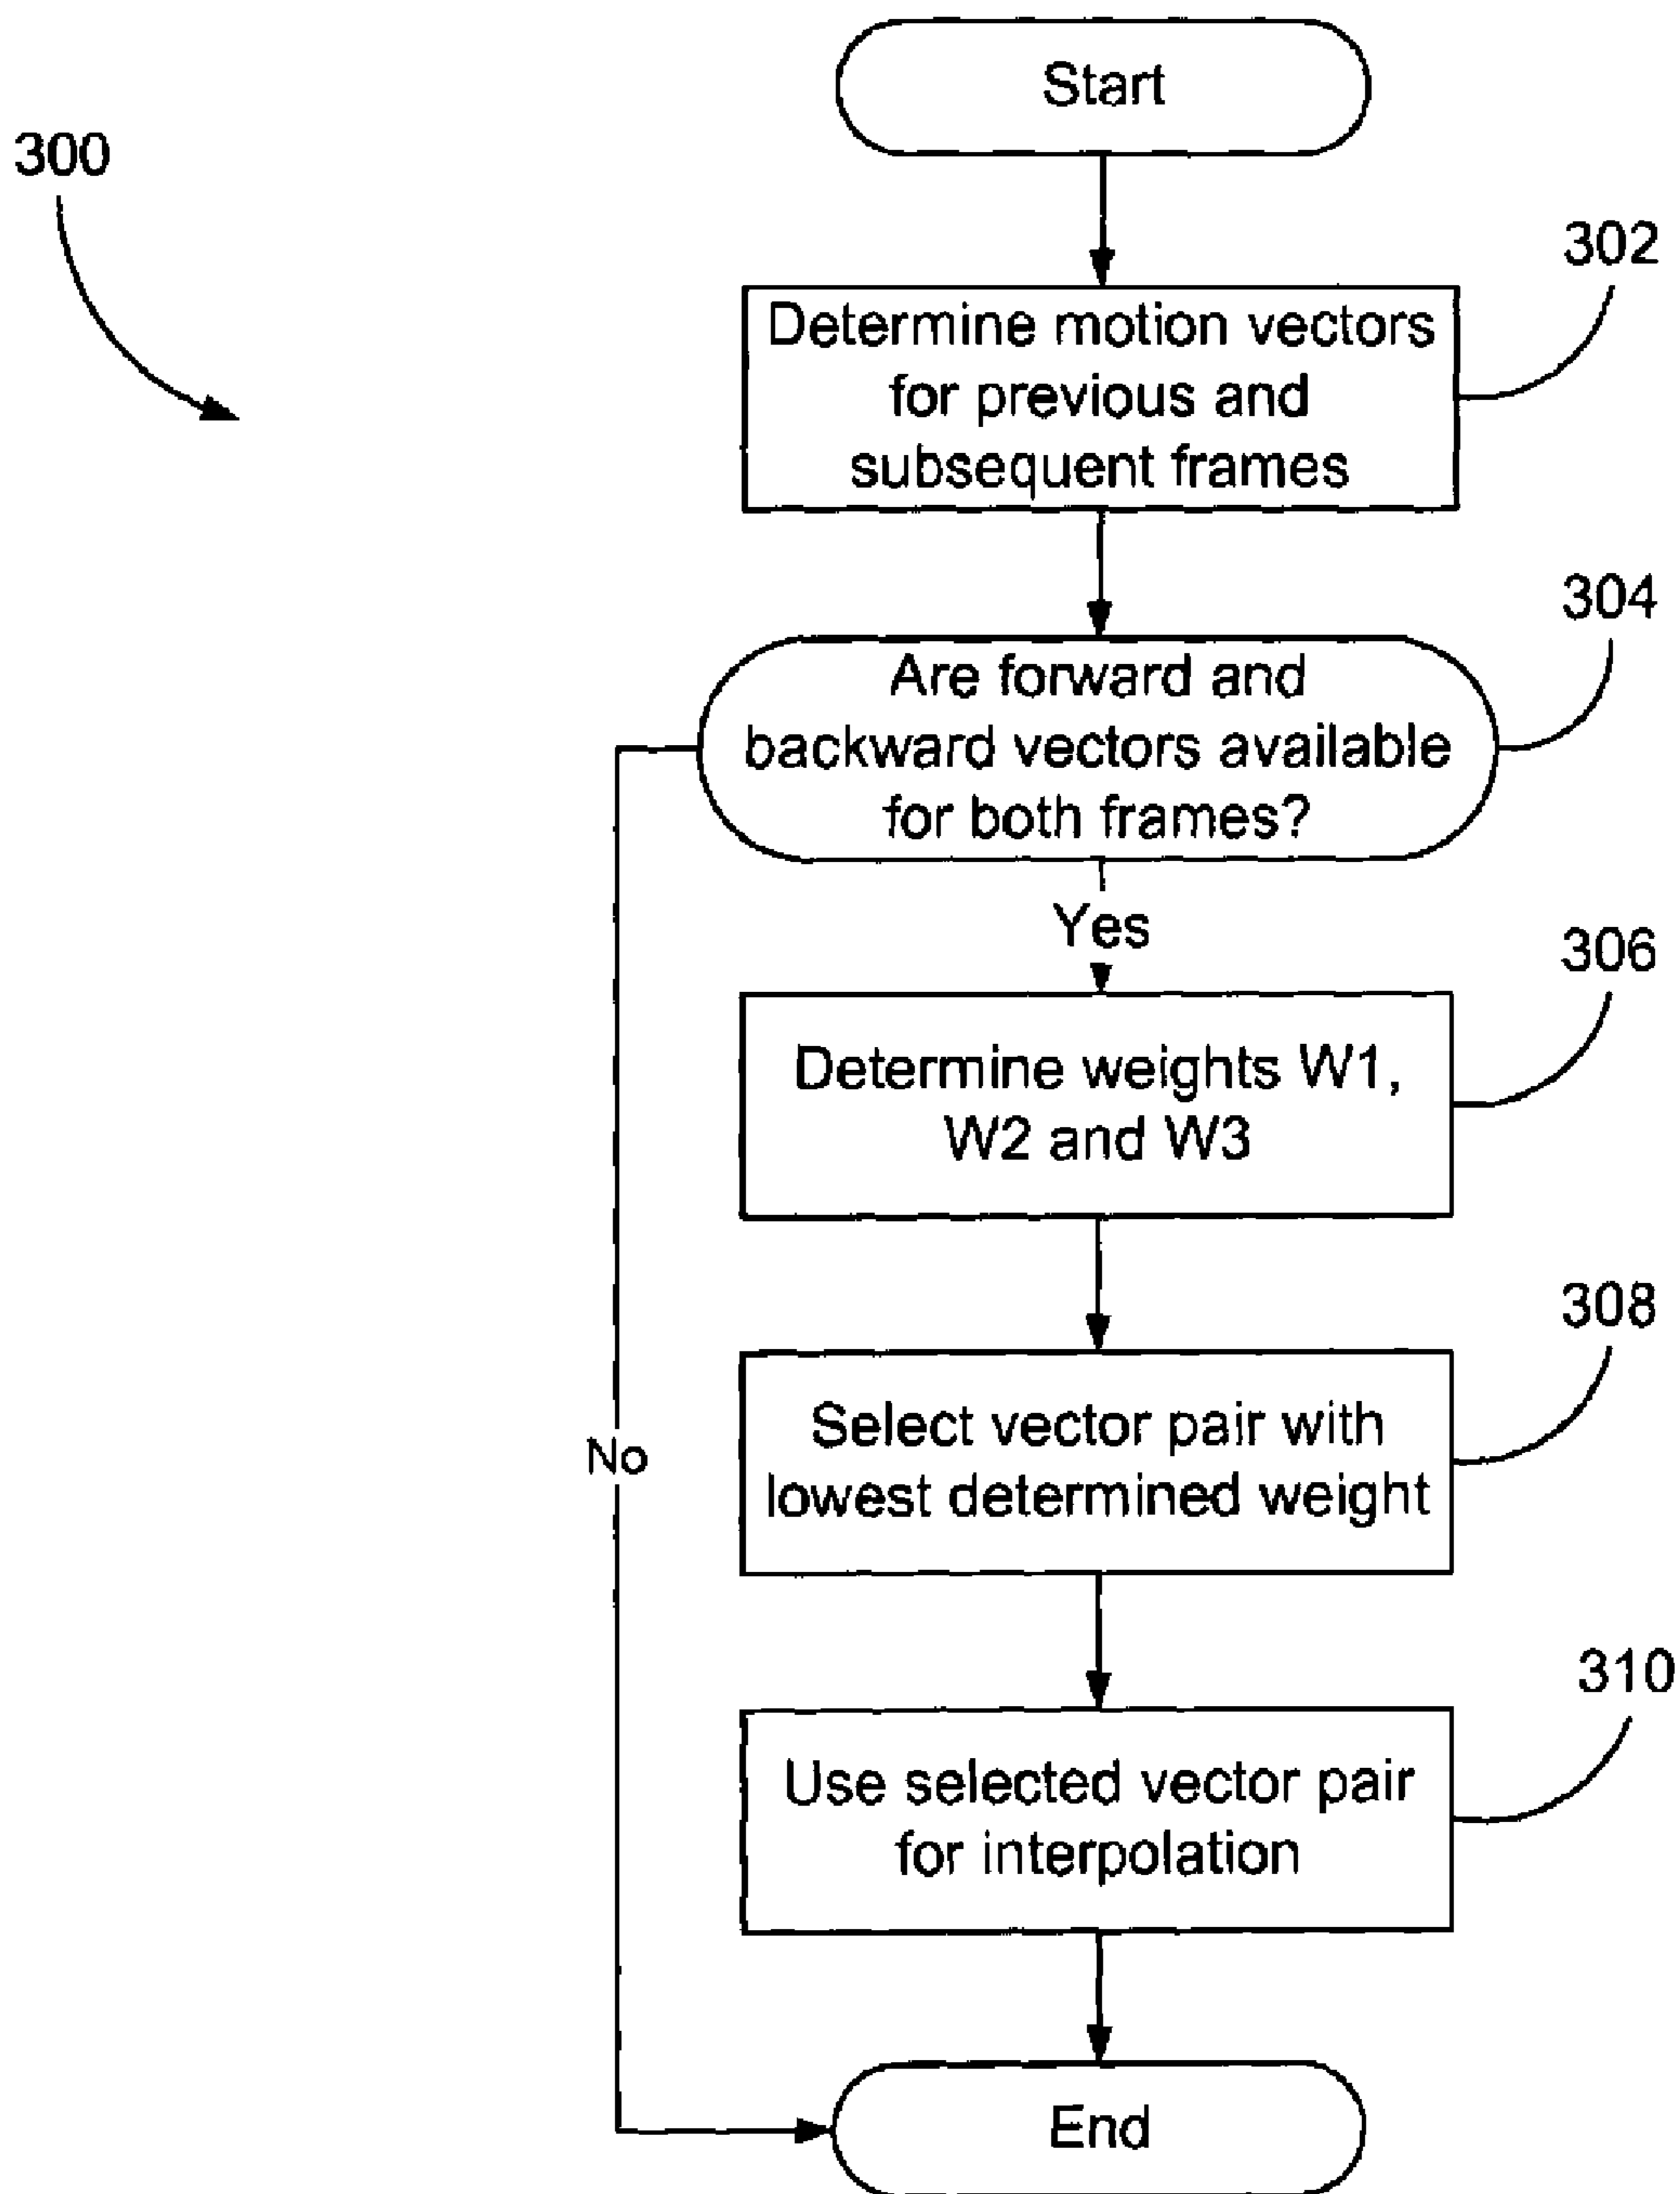 Start
300
302
Determine motion vectors
for previous and
subsequent frames
304
Are forward and
backward vectors available
for both frames?
Yes
306
Determine weights W1,
W2 and W3
308
Select vector pair with
lowest determined weight
No
310
Use selected vector pair
for interpolation
End